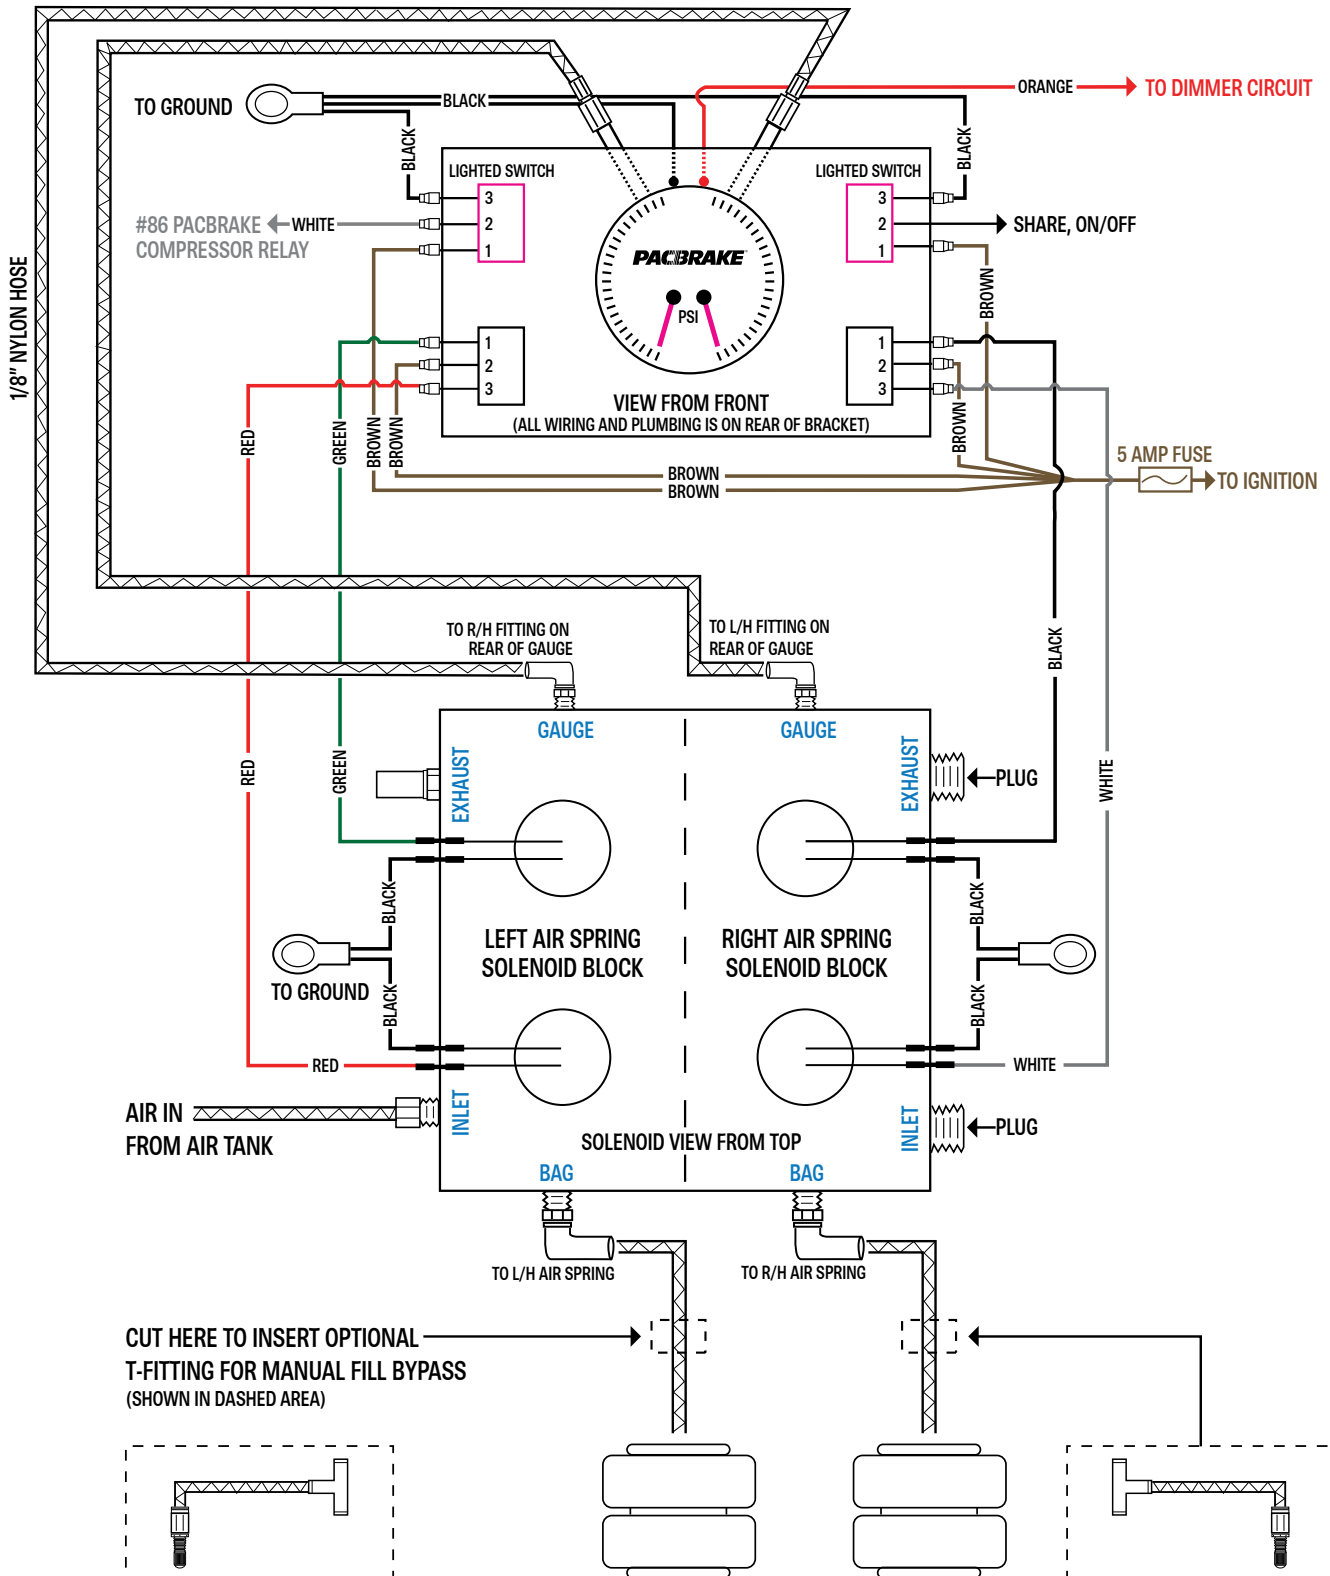 ORANGE
TO DIMMER CIRCUIT
TO GROUND
BLACK
BLACK
BLACK
LIGHTED SWITCH
LIGHTED SWITCH
3
2
1
3
2
1
#86 PACBRAKE
COMPRESSOR RELAY
WHITE
SHARE, ON/OFF
PACBRAKE
PSI
1/8" NYLON HOSE
BROWN
1
2
3
1
2
3
VIEW FROM FRONT
(ALL WIRING AND PLUMBING IS ON REAR OF BRACKET)
RED
GREEN
BROWN
BROWN
BROWN
5 AMP FUSE
TO IGNITION
BROWN
BROWN
TO R/H FITTING ON
REAR OF GAUGE
TO L/H FITTING ON
REAR OF GAUGE
BLACK
GAUGE
GAUGE
EXHAUST
EXHAUST
PLUG
RED
GREEN
WHITE
BLACK
BLACK
LEFT AIR SPRING
SOLENOID BLOCK
RIGHT AIR SPRING
SOLENOID BLOCK
TO GROUND
BLACK
BLACK
RED
WHITE
AIR IN
FROM AIR TANK
INLET
INLET
PLUG
SOLENOID VIEW FROM TOP
BAG
BAG
TO L/H AIR SPRING
TO R/H AIR SPRING
CUT HERE TO INSERT OPTIONAL
T-FITTING FOR MANUAL FILL BYPASS
(SHOWN IN DASHED AREA)